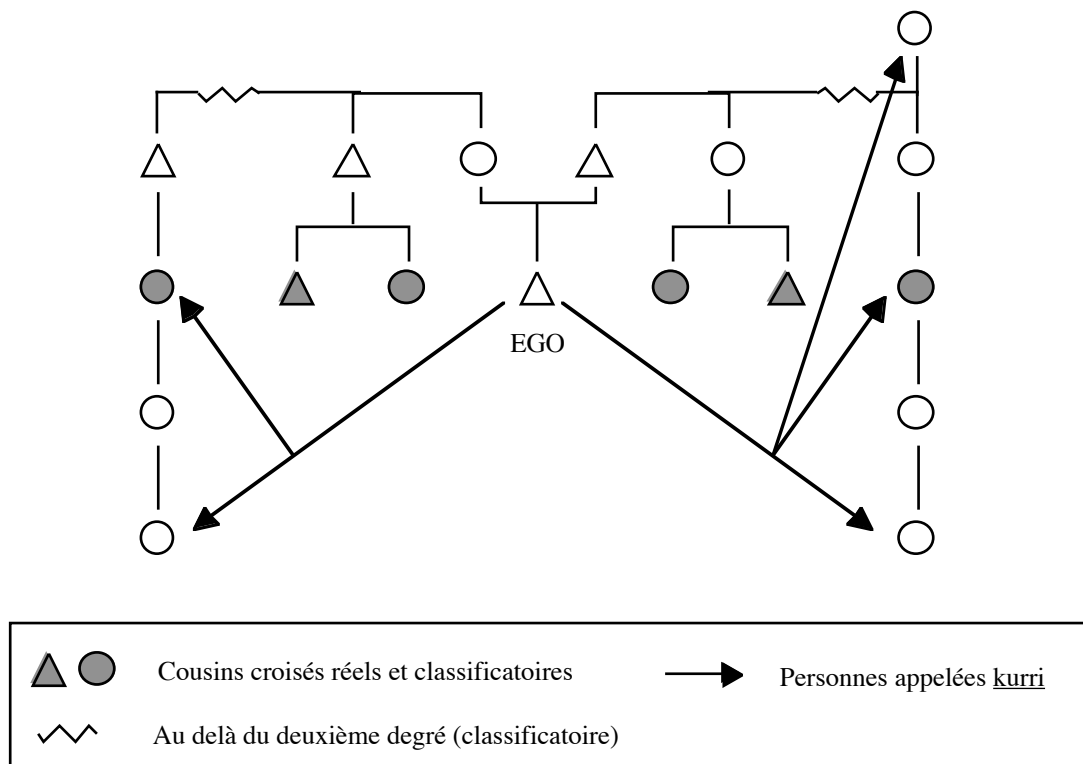 EGO
Cousins croisés réels et classificatoires
Personnes appelées kurri
Au delà du deuxième degré (classificatoire)